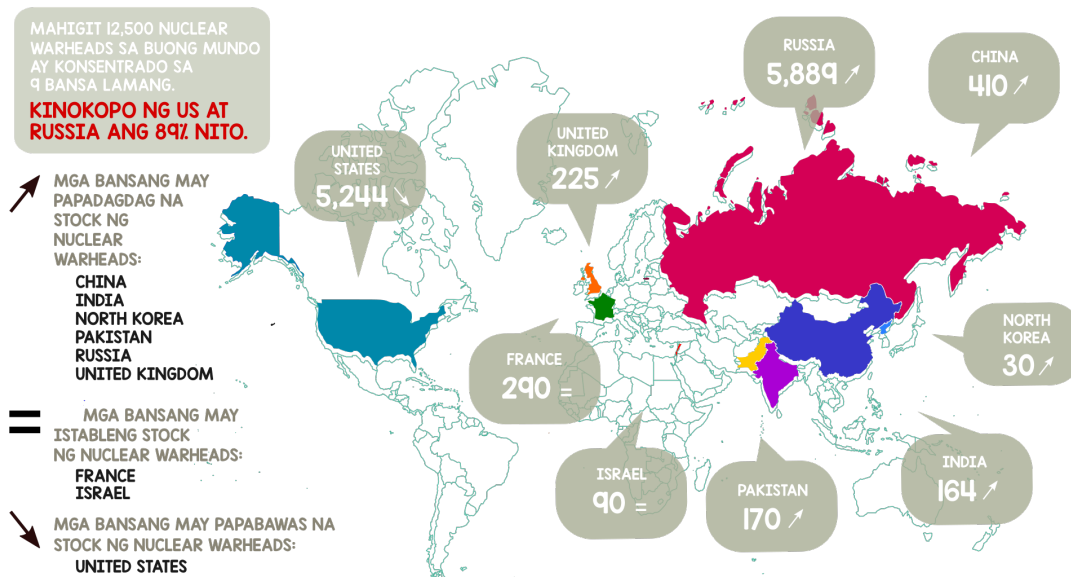 MAHIGIT 12,500 NUCLEAR
WARHEADS SA BUONG MUNDO
AY KONSENTRADO SA
9 BANSA LAMANG.
KINOKOPO NG US AT
RUSSIA ANG 89% NITO.
MGA BANSANG MAY
PAPADAGDAG NA
STOCK NG
NUCLEAR
WARHEADS:
CHINA
INDIA
NORTH KOREA
PAKISTAN
RUSSIA
UNITED KINGDOM
MGA BANSANG MAY
ISTABLENG STOCK
NG NUCLEAR WARHEADS:
FRANCE
ISRAEL
MGA BANSANG MAY PAPABAWAS NA
STOCK NG NUCLEAR WARHEADS:
UNITED STATES
UNITED
STATES
5,244
UNITED
KINGDOM
225
RUSSIA
5,889
CHINA
410
FRANCE
290 =
ISRAEL
90 =
PAKISTAN
170
INDIA
164
NORTH
KOREA
30